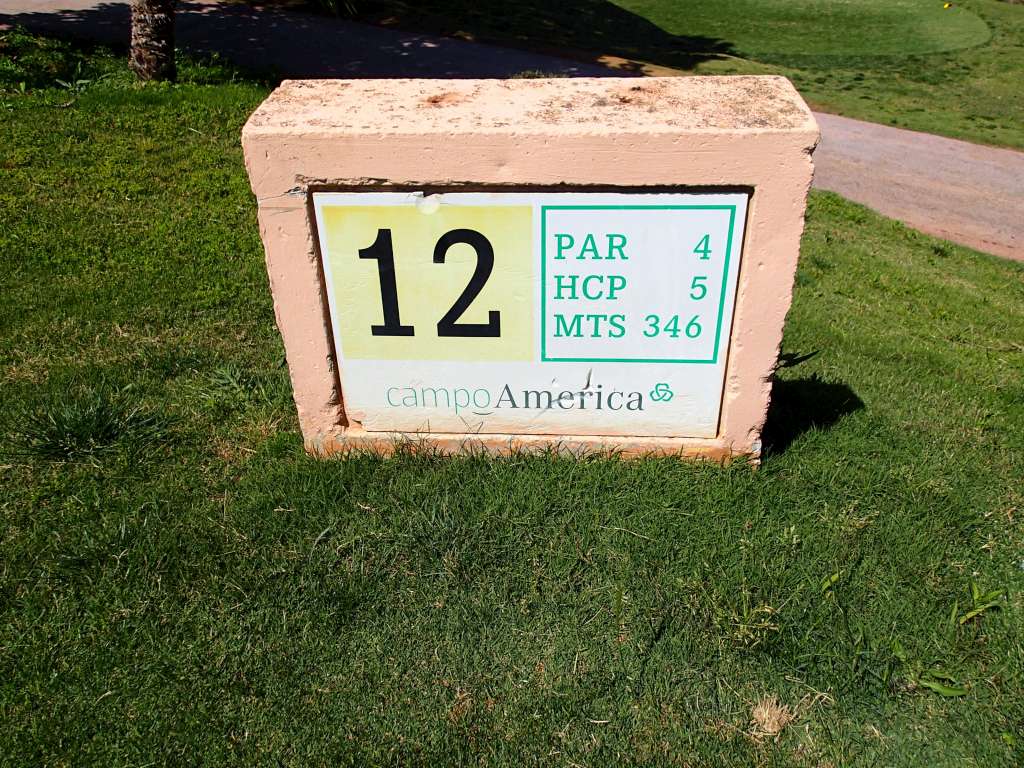 12
PAR 4
HCP 5
MTS 346
campoAmerica